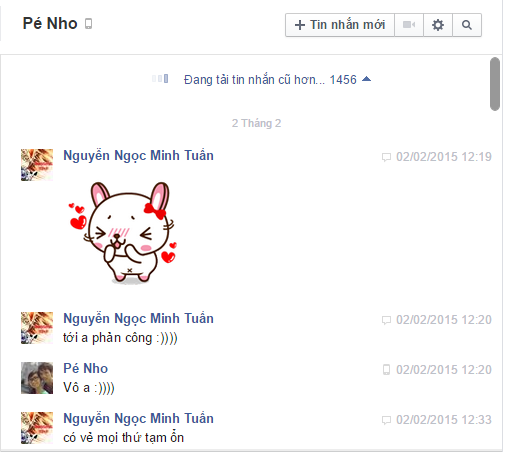 Pé Nho
Tin nhắn mới
Đang tải tin nhắn cũ hơn... 1456
2 Tháng 2
Nguyễn Ngọc Minh Tuấn 02/02/2015 12:19
Nguyễn Ngọc Minh Tuấn 02/02/2015 12:20
tới a phản công :))))
Pé Nho 02/02/2015 12:20
Vô a :))))
Nguyễn Ngọc Minh Tuấn 02/02/2015 12:33
có vẻ mọi thứ tạm ổn